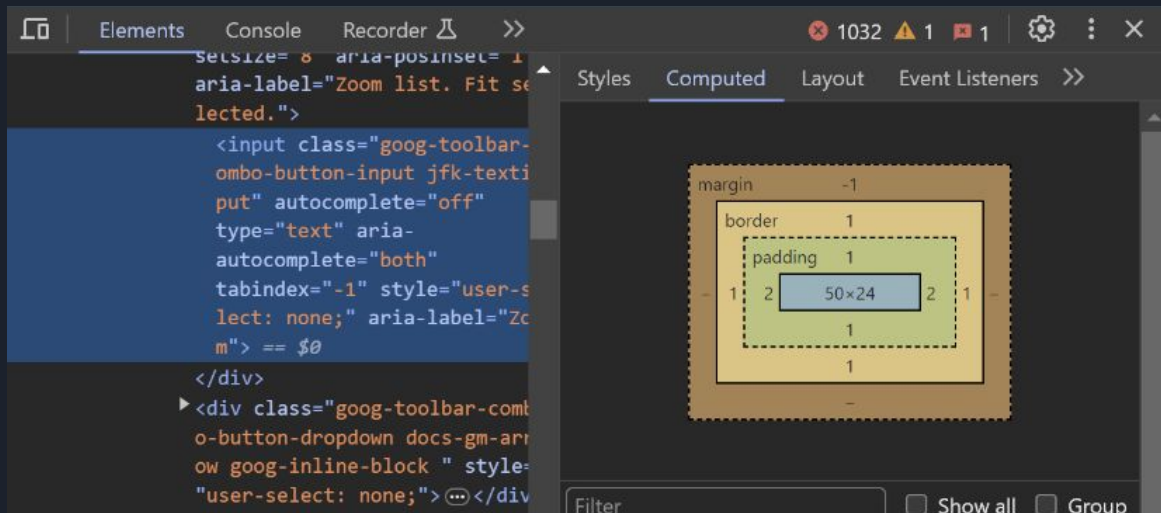 Elements Console Recorder
1032 1 1
setsize="8" aria-posinset="1
aria-label="Zoom list. Fit se
lected.">
<input class="goog-toolbar-
ombo-button-input jfk-texti
put" autocomplete="off"
type="text" aria-
autocomplete="both"
tabindex="-1" style="user-s
lect: none;" aria-label="Zo
m"> == $0
</div>
<div class="goog-toolbar-comb
o-button-dropdown docs-gm-arr
ow goog-inline-block " style=
"user-select: none;">…</div
Styles Computed Layout Event Listeners
margin -1
border 1
padding 1
– 1 2 50×24 2 1 –
1
1
–
Filter Show all Group